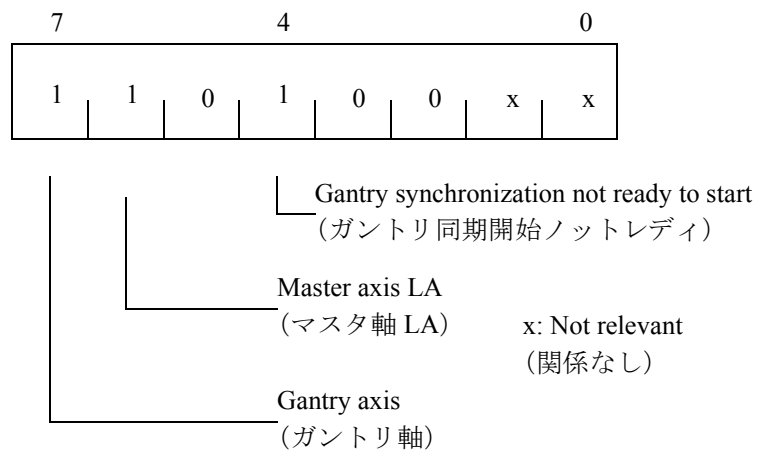 7 4 0
1 1 0 1 0 0 x x
Gantry synchronization not ready to start
（ガントリ同期開始ノットレディ）
Master axis LA
（マスタ軸 LA）
x: Not relevant
（関係なし）
Gantry axis
（ガントリ軸）